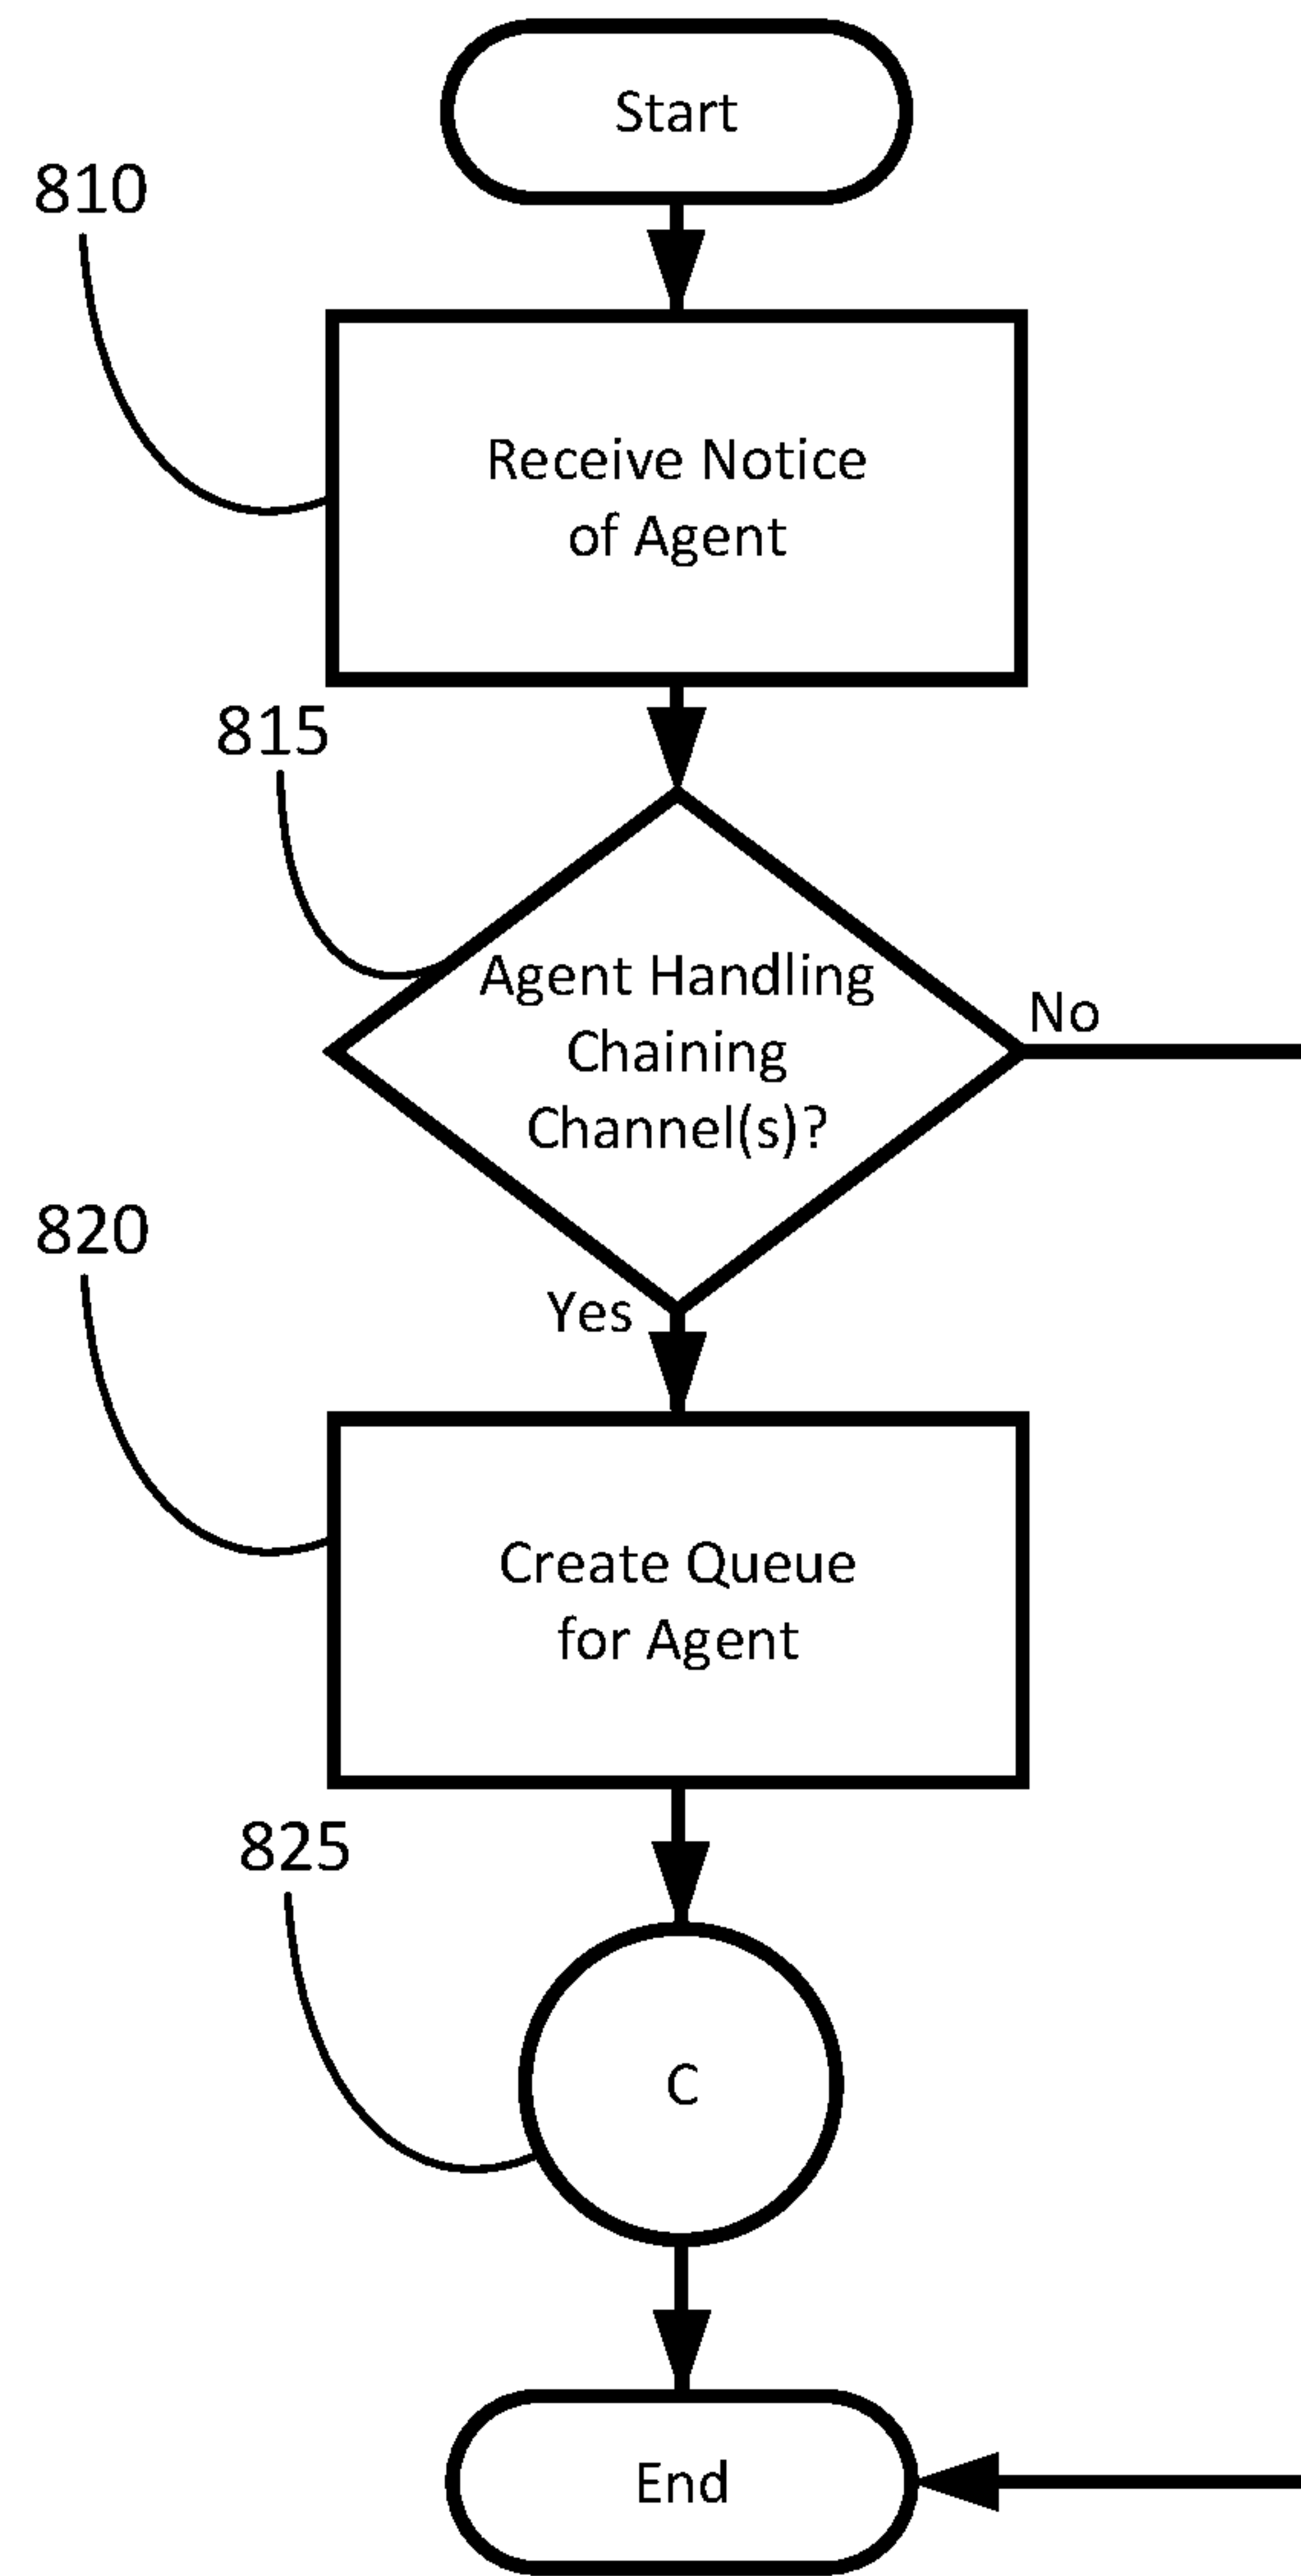 Start
810
Receive Notice
of Agent
815
Agent Handling
Chaining
Channel(s)?
No
820
Yes
Create Queue
for Agent
825
C
End